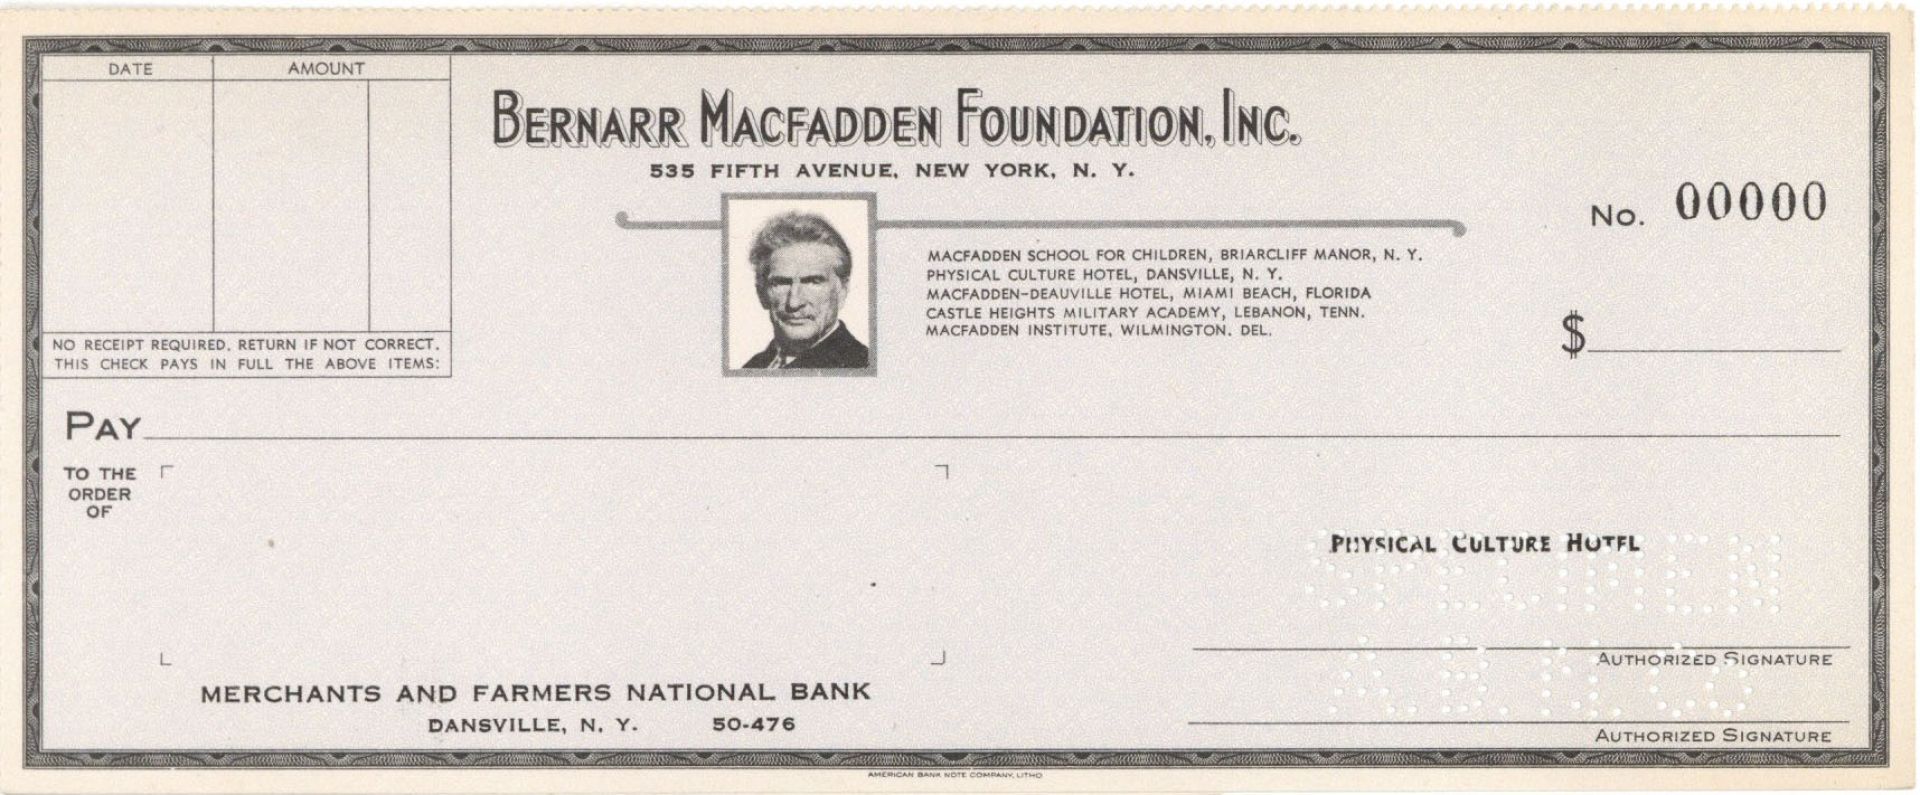 DATE AMOUNT
NO RECEIPT REQUIRED. RETURN IF NOT CORRECT.
THIS CHECK PAYS IN FULL THE ABOVE ITEMS:
BERNARR MACFADDEN FOUNDATION, INC.
535 FIFTH AVENUE, NEW YORK, N. Y.
No. 00000
MACFADDEN SCHOOL FOR CHILDREN, BRIARCLIFF MANOR, N. Y.
PHYSICAL CULTURE HOTEL, DANSVILLE, N. Y.
MACFADDEN-DEAUVILLE HOTEL, MIAMI BEACH, FLORIDA
CASTLE HEIGHTS MILITARY ACADEMY, LEBANON, TENN.
MACFADDEN INSTITUTE, WILMINGTON. DEL.
$
PAY
TO THE
ORDER
OF
PHYSICAL CULTURE HOTEL
SPECIMEN
AUTHORIZED SIGNATURE
A.B.N.Co
AUTHORIZED SIGNATURE
MERCHANTS AND FARMERS NATIONAL BANK
DANSVILLE, N. Y. 50-476
AMERICAN BANK NOTE COMPANY, LITHO